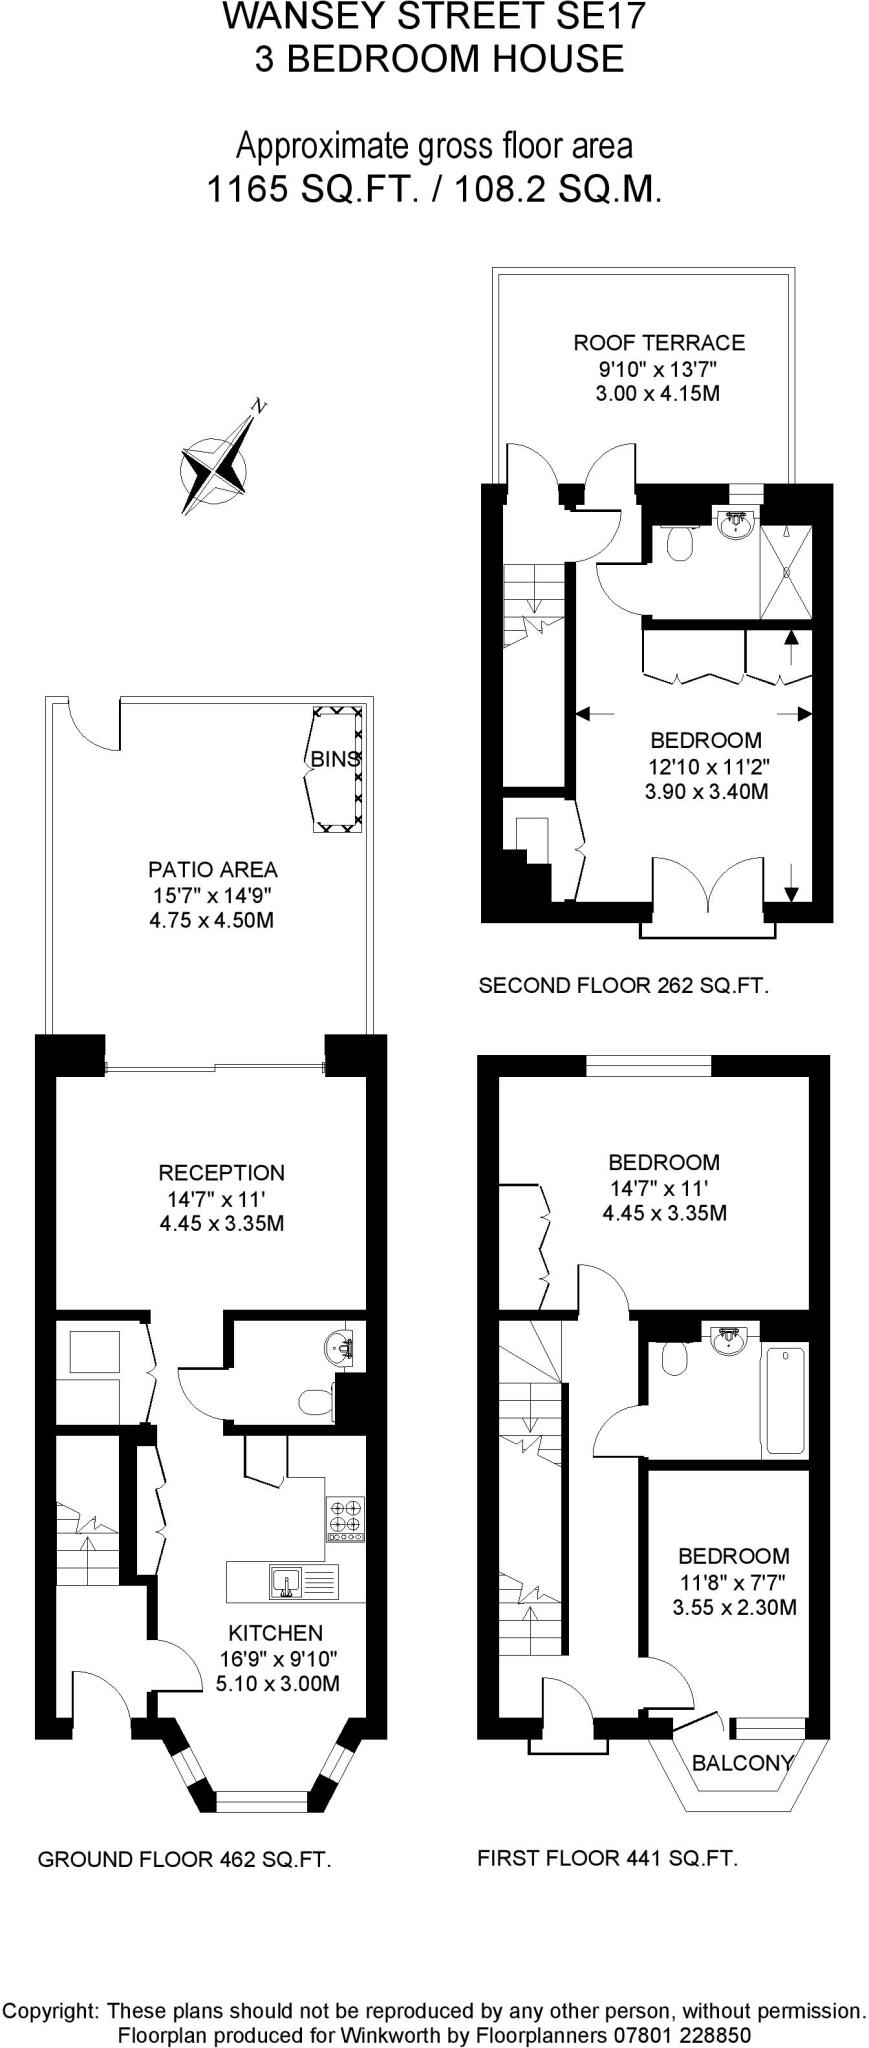 WANSEY STREET SE17
3 BEDROOM HOUSE
Approximate gross floor area
1165 SQ.FT. / 108.2 SQ.M.
N
ROOF TERRACE
9'10" x 13'7"
3.00 x 4.15M
BEDROOM
12'10 x 11'2"
3.90 x 3.40M
SECOND FLOOR 262 SQ.FT.
BINS
PATIO AREA
15'7" x 14'9"
4.75 x 4.50M
RECEPTION
14'7" x 11'
4.45 x 3.35M
KITCHEN
16'9" x 9'10"
5.10 x 3.00M
GROUND FLOOR 462 SQ.FT.
BEDROOM
14'7" x 11'
4.45 x 3.35M
BEDROOM
11'8" x 7'7"
3.55 x 2.30M
BALCONY
FIRST FLOOR 441 SQ.FT.
Copyright: These plans should not be reproduced by any other person, without permission.
Floorplan produced for Winkworth by Floorplanners 07801 228850